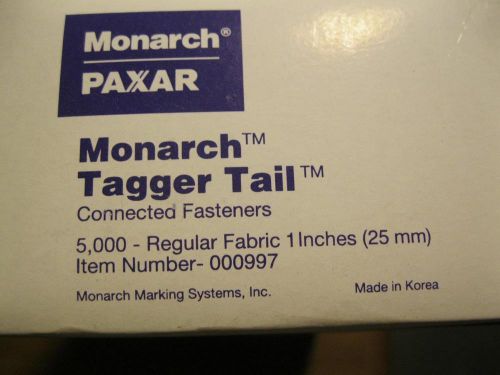 Monarch®
PAXAR
Monarch™
Tagger Tail™
Connected Fasteners
5,000 - Regular Fabric 1 Inches (25 mm)
Item Number- 000997
Monarch Marking Systems, Inc. Made in Korea